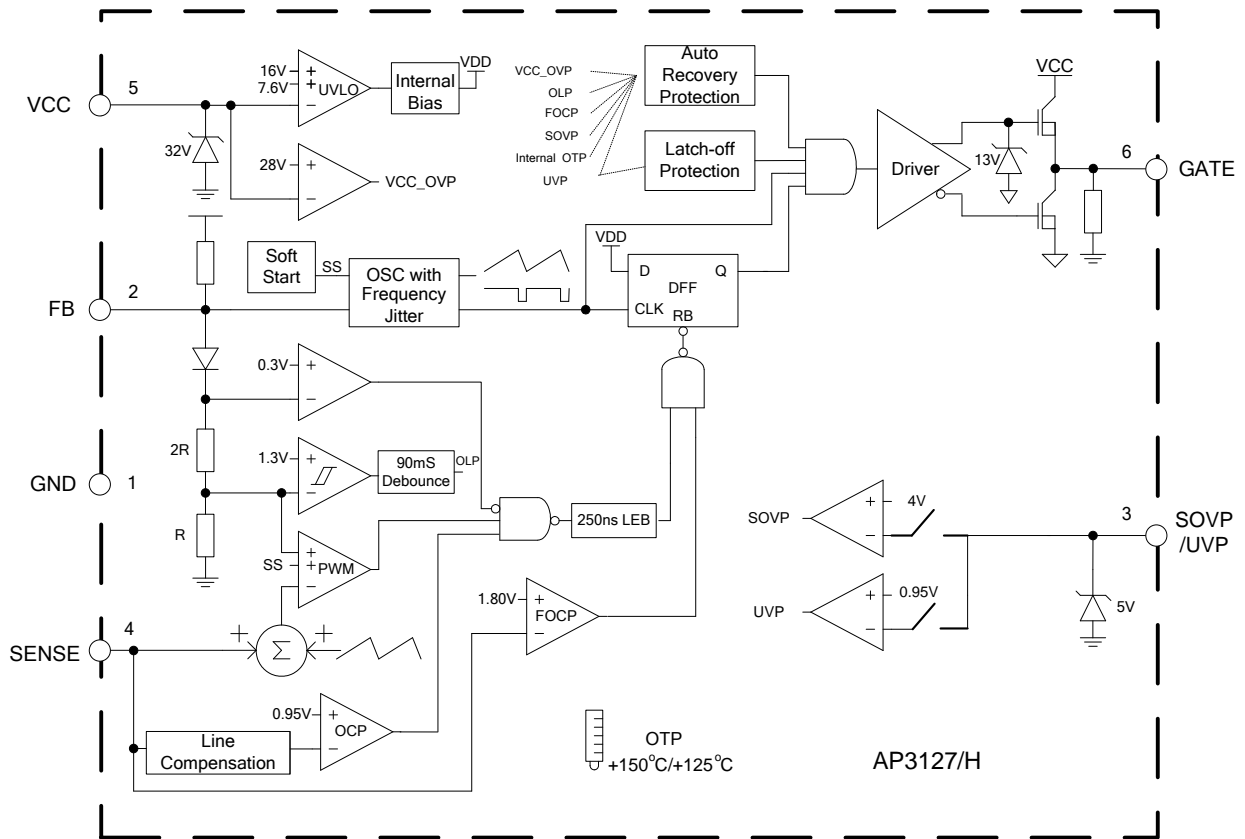 VCC
5
16V
7.6V
+
+
−
UVLO
Internal
Bias
VDD
32V
28V
+
−
VCC_OVP
VCC_OVP
OLP
FOCP
SOVP
Internal OTP
UVP
Auto
Recovery
Protection
Latch-off
Protection
Driver
VCC
13V
6
GATE
Soft
Start
SS
OSC with
Frequency
Jitter
VDD
D
Q
DFF
CLK
RB
FB
2
0.3V
+
−
2R
1.3V
+
−
90mS
Debounce
OLP
GND
1
R
SS
+
+
−
PWM
250ns LEB
SOVP
+
−
4V
3
SOVP
/UVP
UVP
+
−
0.95V
5V
1.80V
+
−
FOCP
SENSE
4
+
+
Σ
0.95V
+
−
OCP
Line
Compensation
OTP
+150°C/+125°C
AP3127/H